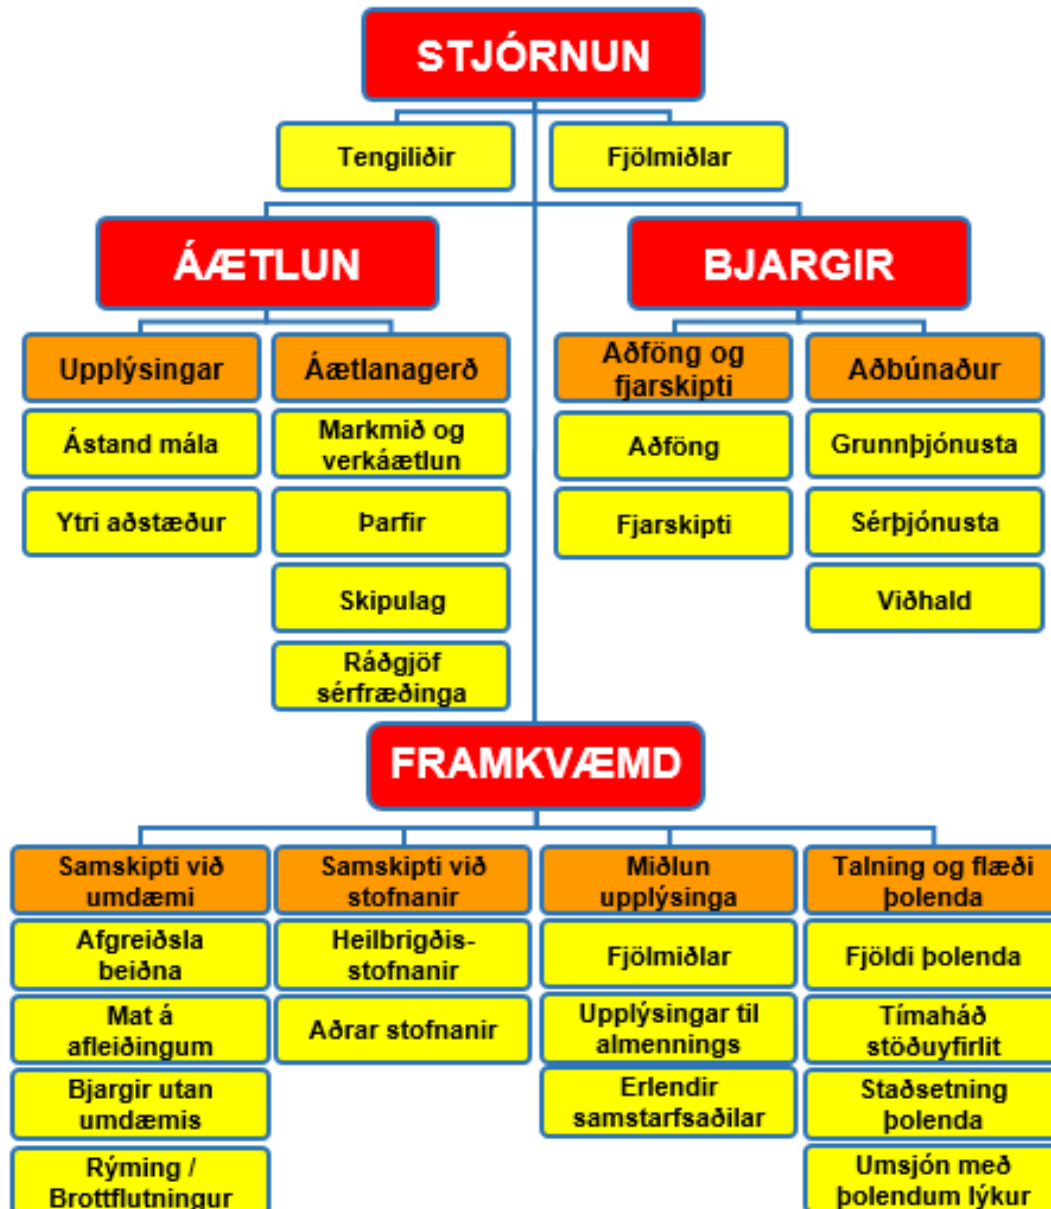 STJÓRNUN
Tengiliðir
Fjölmiðlar
ÁÆTLUN
BJARGIR
Upplýsingar
Ástand mála
Ytri aðstæður
Áætlanagerð
Markmið og
verkáætlun
Þarfir
Skipulag
Ráðgjöf
sérfræðinga
Aðföng og
fjarskipti
Aðföng
Fjarskipti
Aðbúnaður
Grunnþjónusta
Sérþjónusta
Viðhald
FRAMKVÆMD
Samskipti við
umdæmi
Afgreiðsla
beiðna
Mat á
afleiðingum
Bjargir utan
umdæmis
Rýming /
Brottflutningur
Samskipti við
stofnanir
Heilbrigðis-
stofnanir
Aðrar stofnanir
Miðlun
upplýsinga
Fjölmiðlar
Upplýsingar til
almennings
Erlendir
samstarfsaðilar
Talning og flæði
þolenda
Fjöldi þolenda
Tímaháð
stöðuyfirlit
Staðsetning
þolenda
Umsjón með
þolendum lýkur